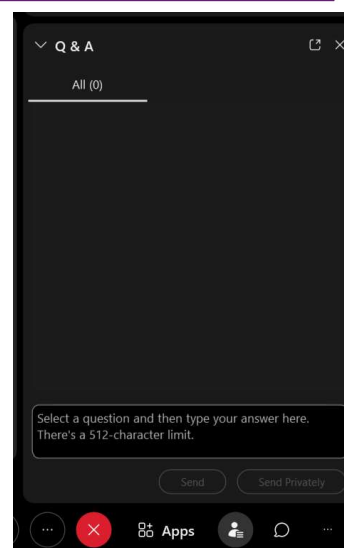 Q & A
All (0)
Select a question and then type your answer here.
There's a 512-character limit.
Send Send Privately
Apps